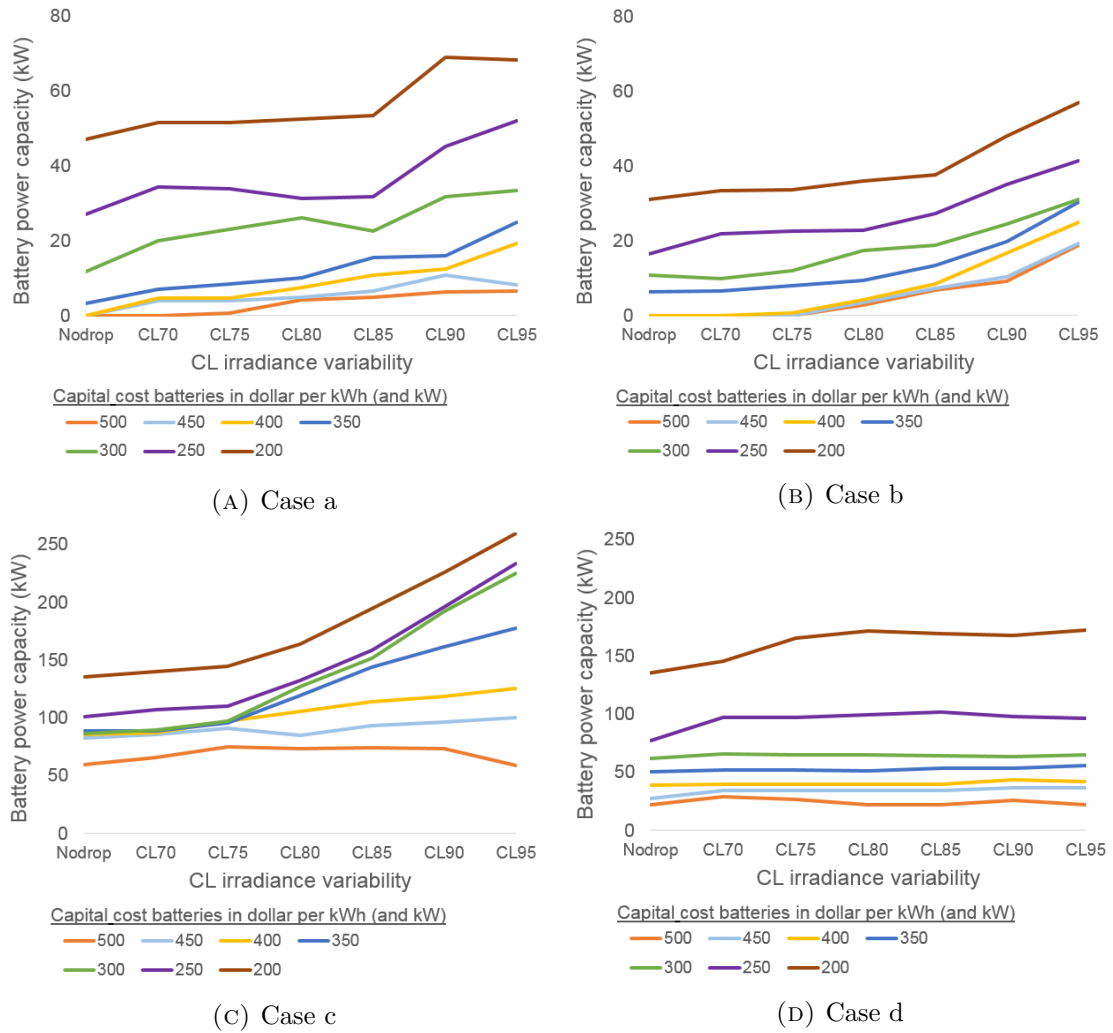 80
60
40
20
0
Battery power capacity (kW)
Nodrop CL70 CL75 CL80 CL85 CL90 CL95
CL irradiance variability
Capital cost batteries in dollar per kWh (and kW)
500 450 400 350
300 250 200
(A) Case a
80
60
40
20
0
Battery power capacity (kW)
Nodrop CL70 CL75 CL80 CL85 CL90 CL95
CL irradiance variability
Capital cost batteries in dollar per kWh (and kW)
500 450 400 350
300 250 200
(B) Case b
250
200
150
100
50
0
Battery power capacity (kW)
Nodrop CL70 CL75 CL80 CL85 CL90 CL95
CL irradiance variability
Capital cost batteries in dollar per kWh (and kW)
500 450 400 350
300 250 200
(C) Case c
250
200
150
100
50
0
Battery power capacity (kW)
Nodrop CL70 CL75 CL80 CL85 CL90 CL95
CL irradiance variability
Capital cost batteries in dollar per kWh (and kW)
500 450 400 350
300 250 200
(D) Case d